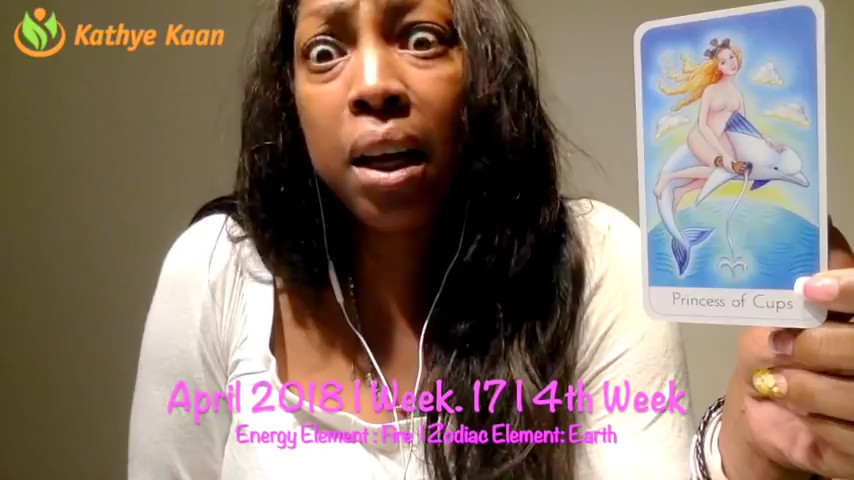 Kathye Kaan
Princess of Cups
April 2018 | Week. 17 | 4th Week
Energy Element : Fire | Zodiac Element: Earth